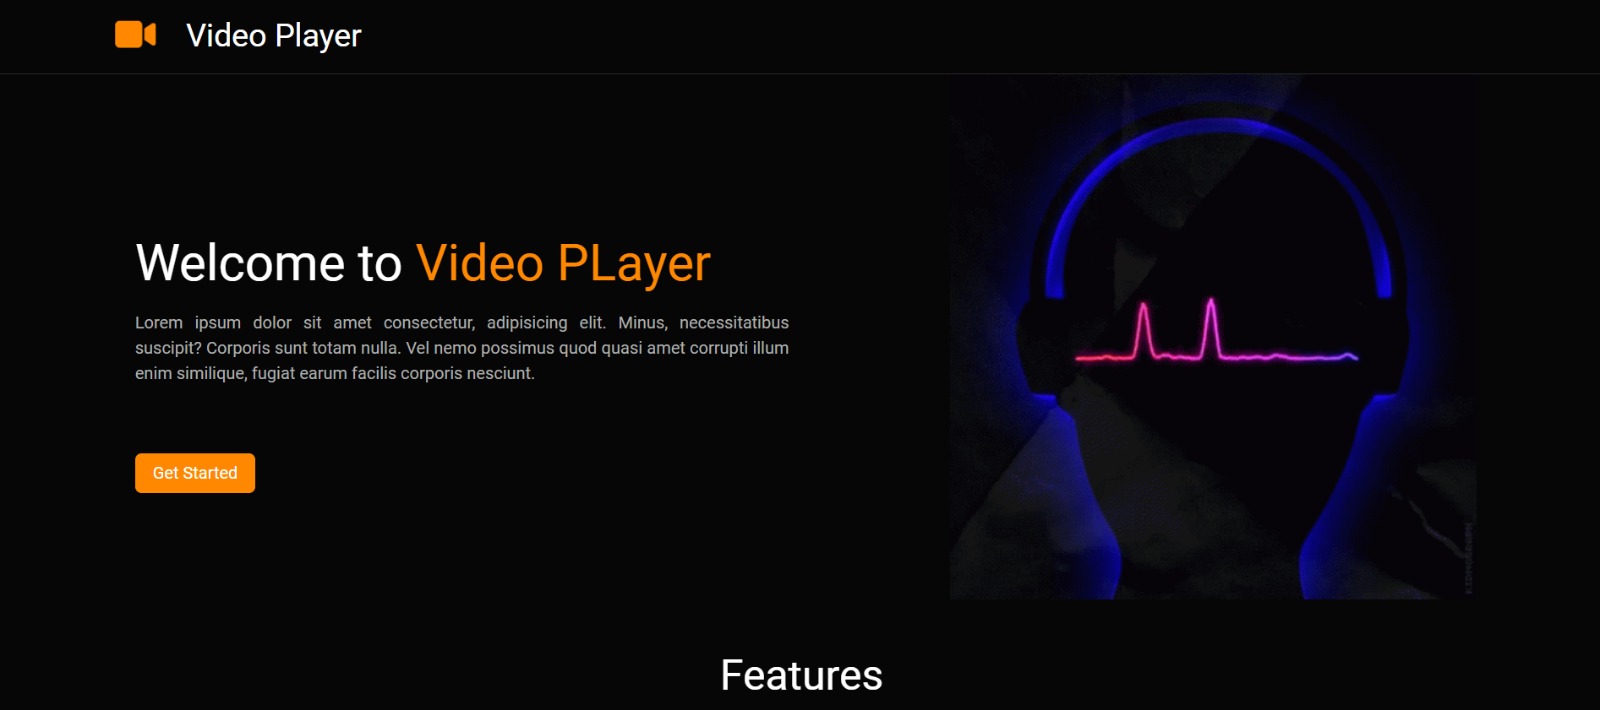 Video Player
Welcome to Video PLayer
Lorem ipsum dolor sit amet consectetur, adipisicing elit. Minus, necessitatibus
suscipit? Corporis sunt totam nulla. Vel nemo possimus quod quasi amet corrupti illum
enim similique, fugiat earum facilis corporis nesciunt.
Get Started
Features